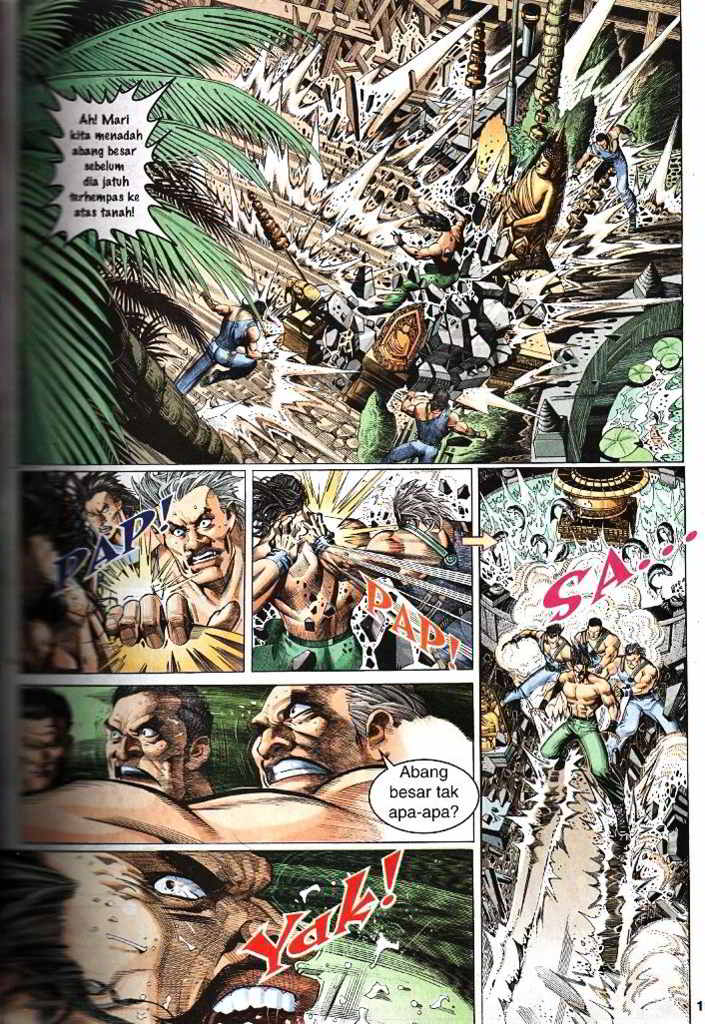 Ah! Mari
kita menadah
abang besar
sebelum
dia jatuh
terhempas ke
atas tanah!
PAP!
PAP!
SA...
Abang
besar tak
apa-apa?
Yak!
1